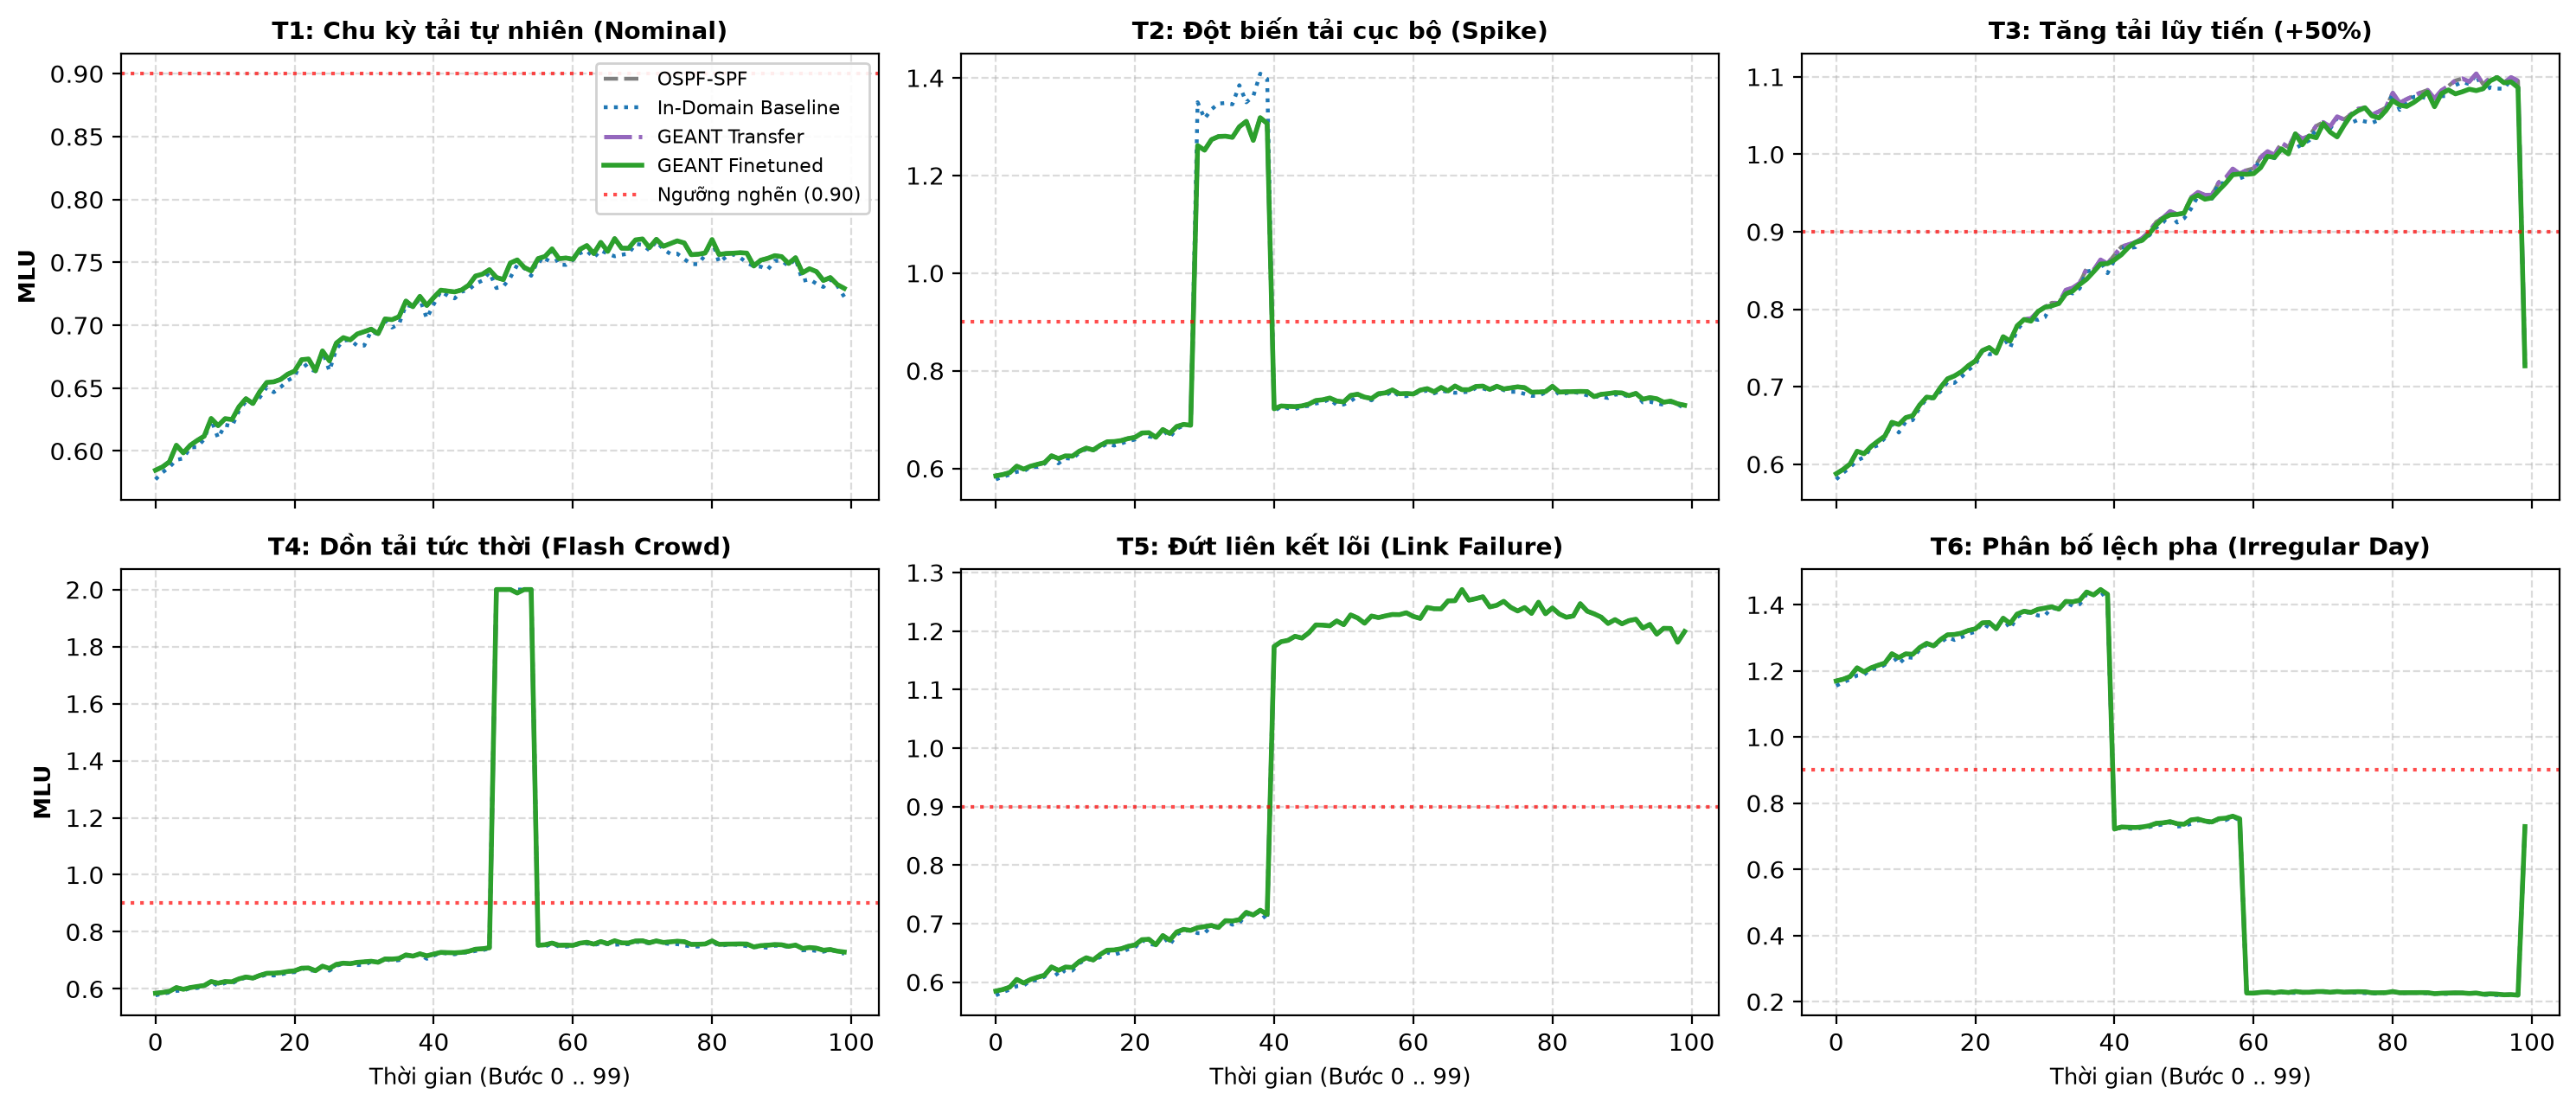 T1: Chu kỳ tải tự nhiên (Nominal)
MLU
0.90
0.85
0.80
0.75
0.70
0.65
0.60
OSPF-SPF
In-Domain Baseline
GEANT Transfer
GEANT Finetuned
Ngưỡng nghẽn (0.90)
T2: Đột biến tải cục bộ (Spike)
1.4
1.2
1.0
0.8
0.6
T3: Tăng tải lũy tiến (+50%)
1.1
1.0
0.9
0.8
0.7
0.6
T4: Dồn tải tức thời (Flash Crowd)
MLU
2.0
1.8
1.6
1.4
1.2
1.0
0.8
0.6
0 20 40 60 80 100
Thời gian (Bước 0 .. 99)
T5: Đứt liên kết lõi (Link Failure)
1.3
1.2
1.1
1.0
0.9
0.8
0.7
0.6
0 20 40 60 80 100
Thời gian (Bước 0 .. 99)
T6: Phân bố lệch pha (Irregular Day)
1.4
1.2
1.0
0.8
0.6
0.4
0.2
0 20 40 60 80 100
Thời gian (Bước 0 .. 99)